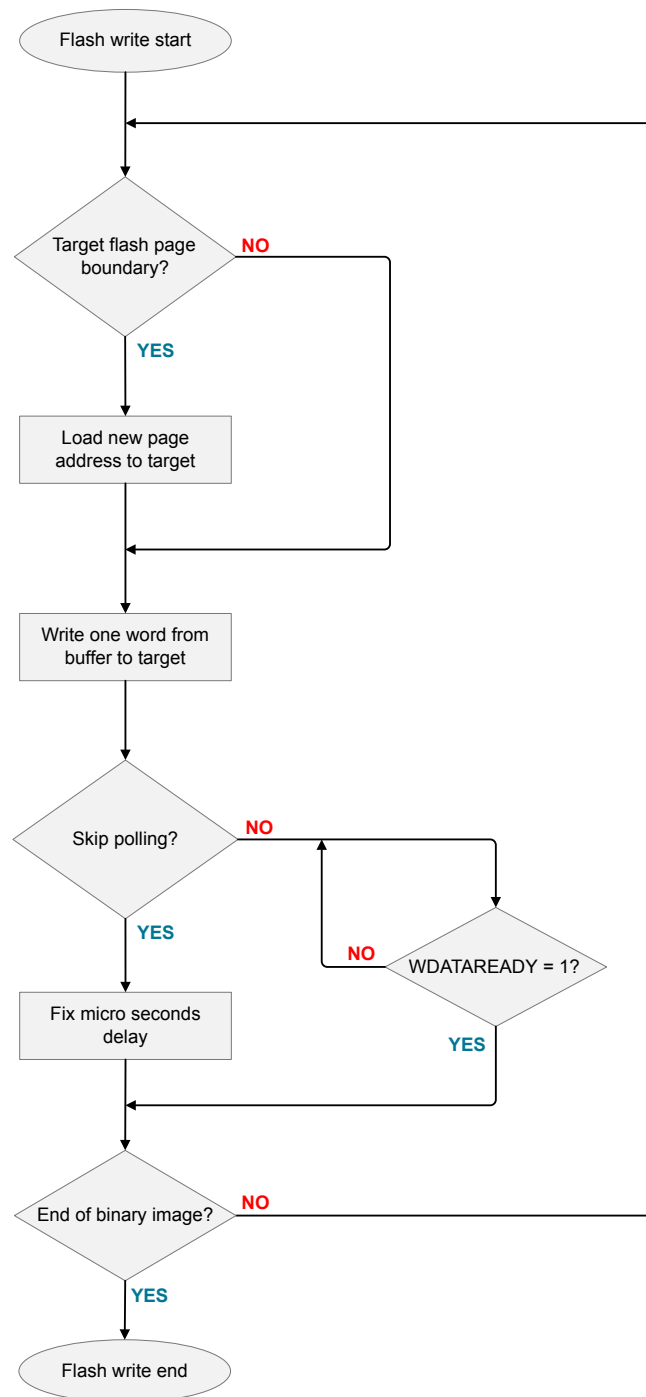 Flash write start
Target flash page
boundary?
NO
YES
Load new page
address to target
Write one word from
buffer to target
Skip polling?
NO
YES
WDATAREADY = 1?
NO
YES
Fix micro seconds
delay
End of binary image?
NO
YES
Flash write end